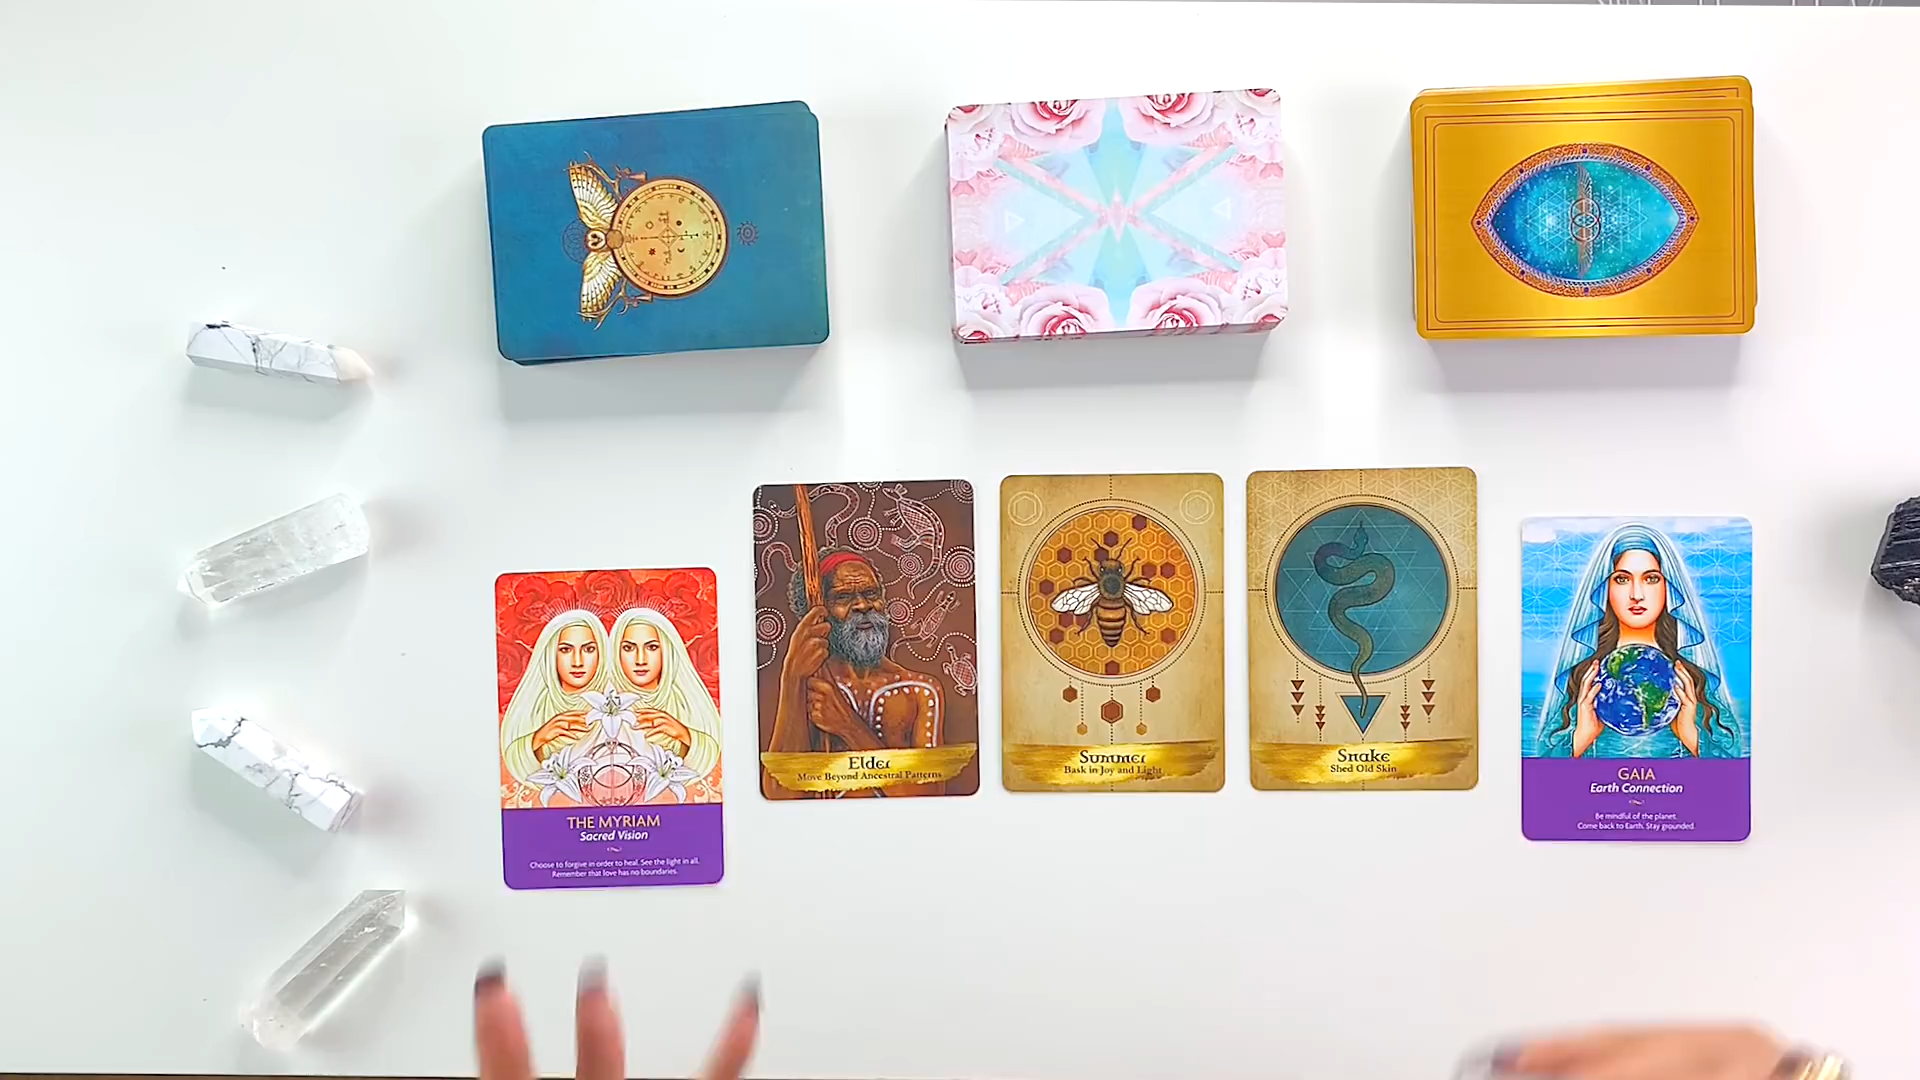 THE MYRIAM
Sacred Vision
Choose to forgive in order to heal. See the light in all.
Remember that love has no boundaries.
Elder
Move Beyond Ancestral Patterns
Summer
Bask in Joy and Light
Snake
Shed Old Skin
GAIA
Earth Connection
Be mindful of the planet.
Come back to Earth. Stay grounded.